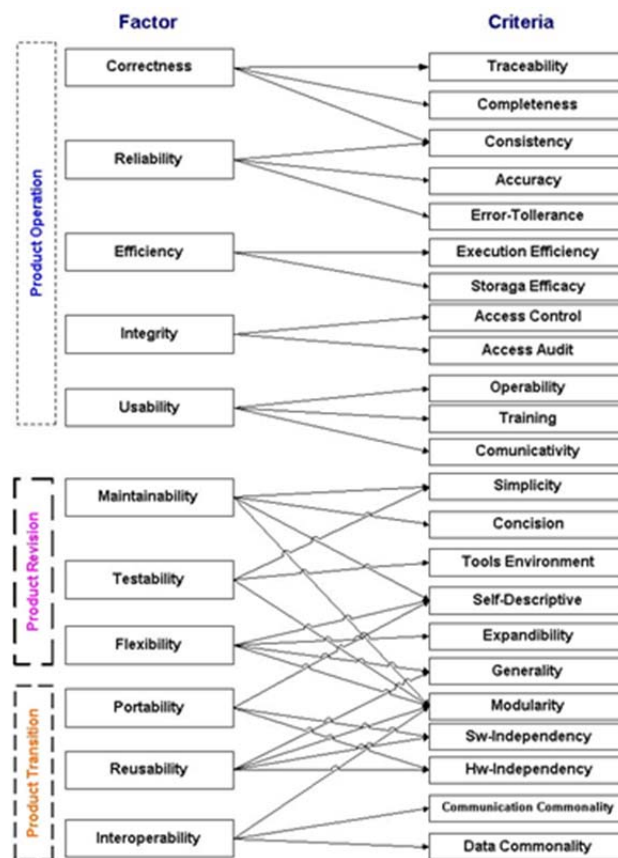 Factor
Criteria
Product Operation
Correctness
Reliability
Efficiency
Integrity
Usability
Product Revision
Maintainability
Testability
Flexibility
Product Transition
Portability
Reusability
Interoperability
Traceability
Completeness
Consistency
Accuracy
Error-Tollerance
Execution Efficiency
Storaga Efficacy
Access Control
Access Audit
Operability
Training
Comunicativity
Simplicity
Concision
Tools Environment
Self-Descriptive
Expandibility
Generality
Modularity
Sw-Independency
Hw-Independency
Communication Commonality
Data Commonality